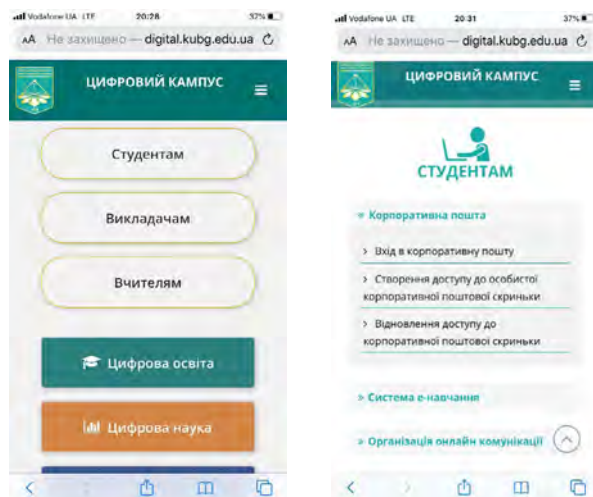 Vodafone UA LTE 20:28 37%
АА Не захищено — digital.kubg.edu.ua
ЦИФРОВИЙ КАМПУС
Студентам
Викладачам
Вчителям
Цифрова освіта
Цифрова наука
Vodafone UA LTE 20:31 37%
АА Не захищено — digital.kubg.edu.ua
ЦИФРОВИЙ КАМПУС
СТУДЕНТАМ
Корпоративна пошта
> Вхід в корпоративну пошту
> Створення доступу до особистої
корпоративної поштової скриньки
> Відновлення доступу до
корпоративної поштової скриньки
» Система е-навчання
» Організація онлайн комунікації